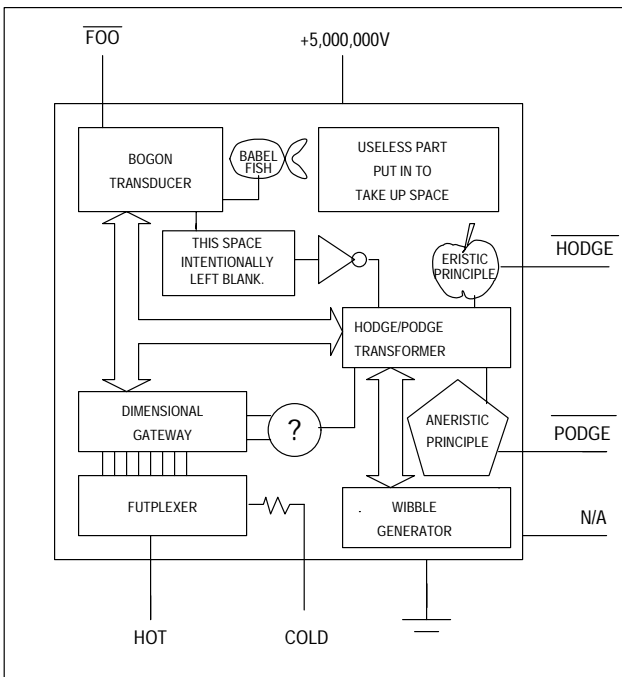 FOO
+5,000,000V
BOGON
TRANSDUCER
BABEL
FISH
USELESS PART
PUT IN TO
TAKE UP SPACE
THIS SPACE
INTENTIONALLY
LEFT BLANK.
ERISTIC
PRINCIPLE
HODGE
HODGE/PODGE
TRANSFORMER
DIMENSIONAL
GATEWAY
?
ANERISTIC
PRINCIPLE
PODGE
FUTPLEXER
WIBBLE
GENERATOR
N/A
HOT
COLD